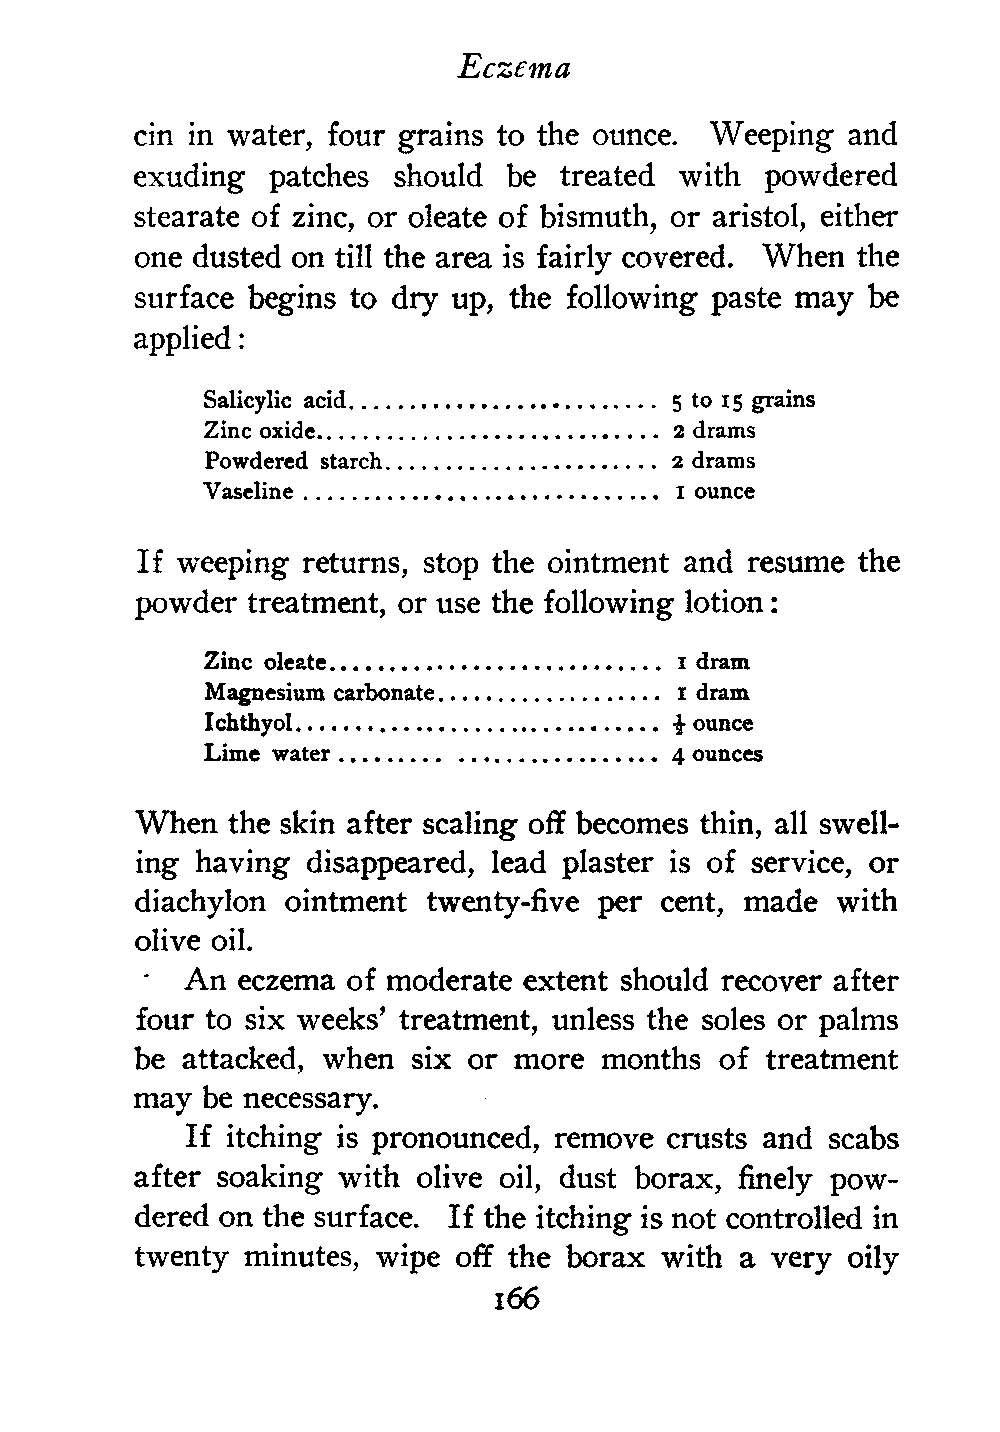 Eczema
cin in water, four grains to the ounce. Weeping and
exuding patches should be treated with powdered
stearate of zinc, or oleate of bismuth, or aristol, either
one dusted on till the area is fairly covered. When the
surface begins to dry up, the following paste may be
applied:
Salicylic acid.......................... 5 to 15 grains
Zinc oxide............................. 2 drams
Powdered starch....................... 2 drams
Vaseline .............................. 1 ounce
If weeping returns, stop the ointment and resume the
powder treatment, or use the following lotion:
Zinc oleate............................ 1 dram
Magnesium carbonate................... 1 dram
Ichthyol............................... ½ ounce
Lime water ......... ................. 4 ounces
When the skin after scaling off becomes thin, all swell-
ing having disappeared, lead plaster is of service, or
diachylon ointment twenty-five per cent, made with
olive oil.
An eczema of moderate extent should recover after
four to six weeks' treatment, unless the soles or palms
be attacked, when six or more months of treatment
may be necessary.
If itching is pronounced, remove crusts and scabs
after soaking with olive oil, dust borax, finely pow-
dered on the surface. If the itching is not controlled in
twenty minutes, wipe off the borax with a very oily
166